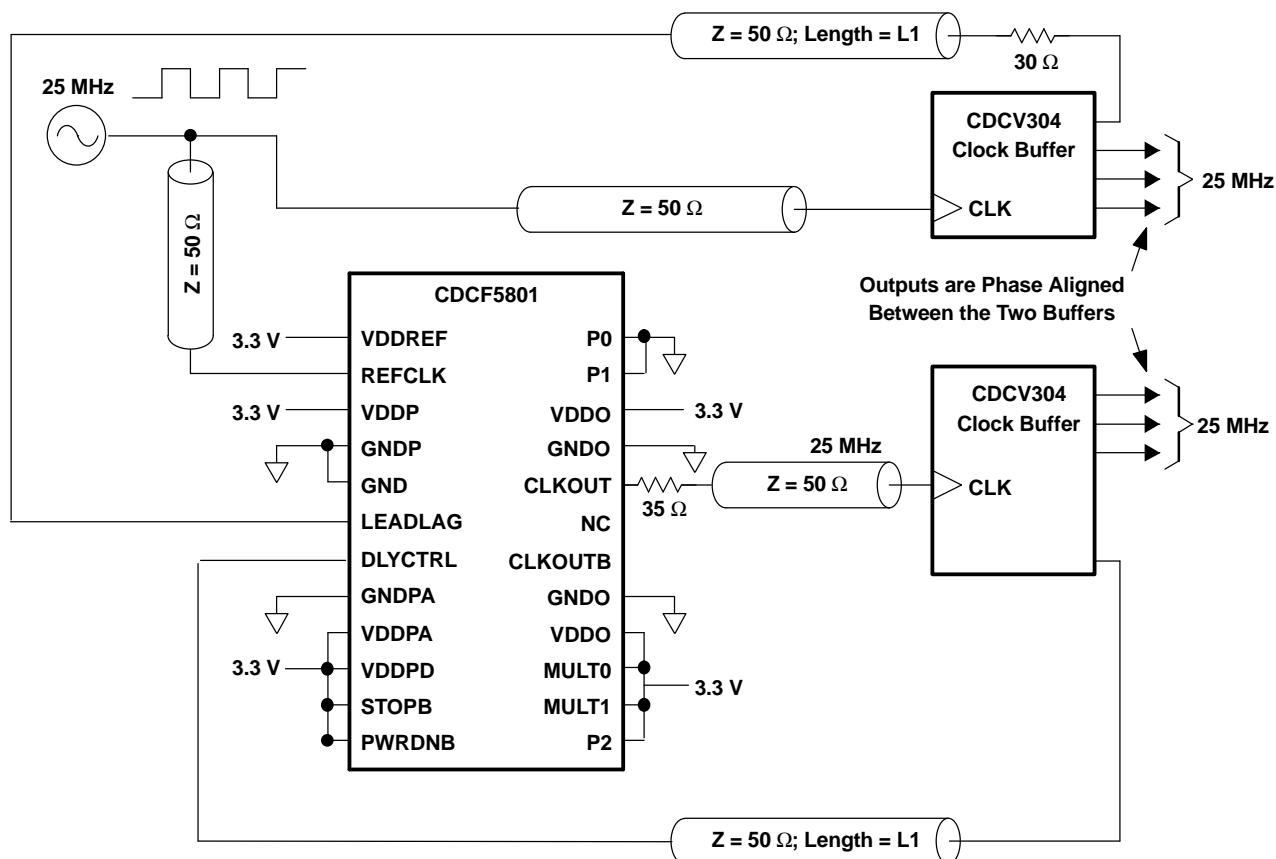 Z = 50 Ω; Length = L1
30 Ω
25 MHz
CDCV304
Clock Buffer
CLK
25 MHz
Z = 50 Ω
Z = 50 Ω
Outputs are Phase Aligned
Between the Two Buffers
CDCF5801
3.3 V
VDDREF
P0
REFCLK
P1
3.3 V
VDDP
VDDO
3.3 V
GNDP
GNDO
GND
CLKOUT
35 Ω
25 MHz
Z = 50 Ω
CDCV304
Clock Buffer
CLK
25 MHz
LEADLAG
NC
DLYCTRL
CLKOUTB
GNDPA
GNDO
VDDPA
VDDO
3.3 V
VDDPD
MULT0
3.3 V
STOPB
MULT1
PWRDNB
P2
Z = 50 Ω; Length = L1